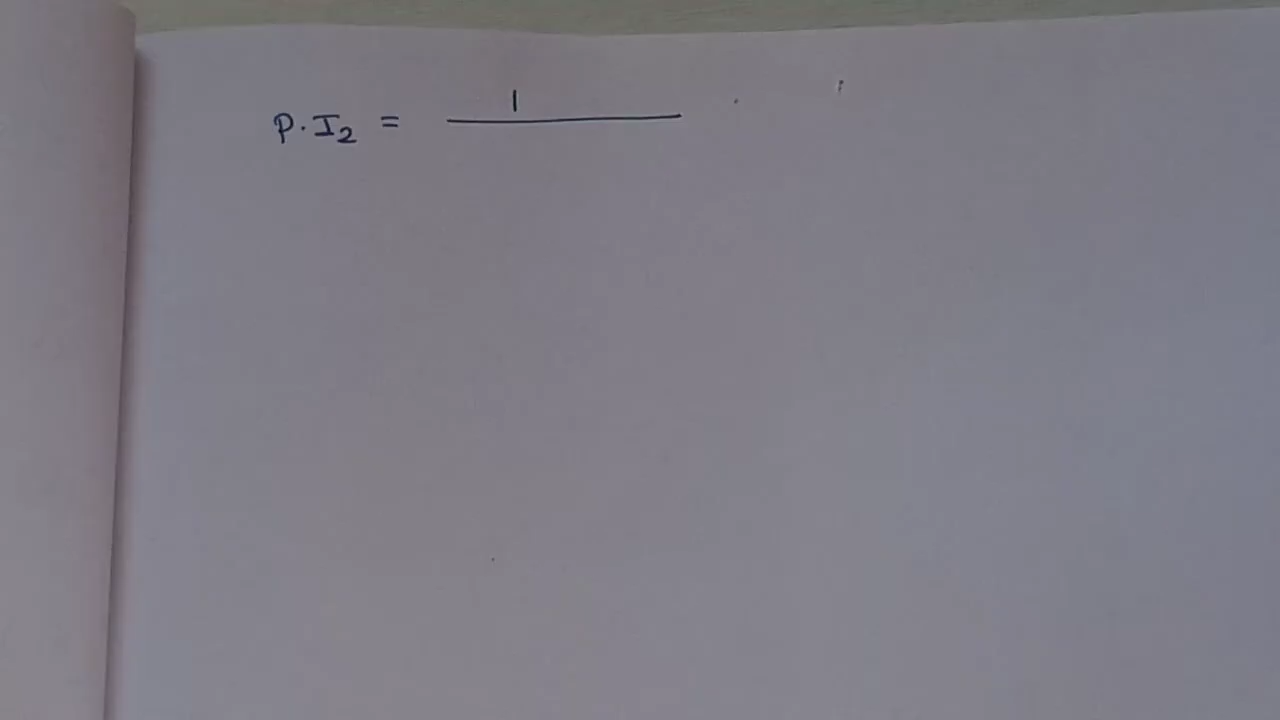 P.I₂ = 1/